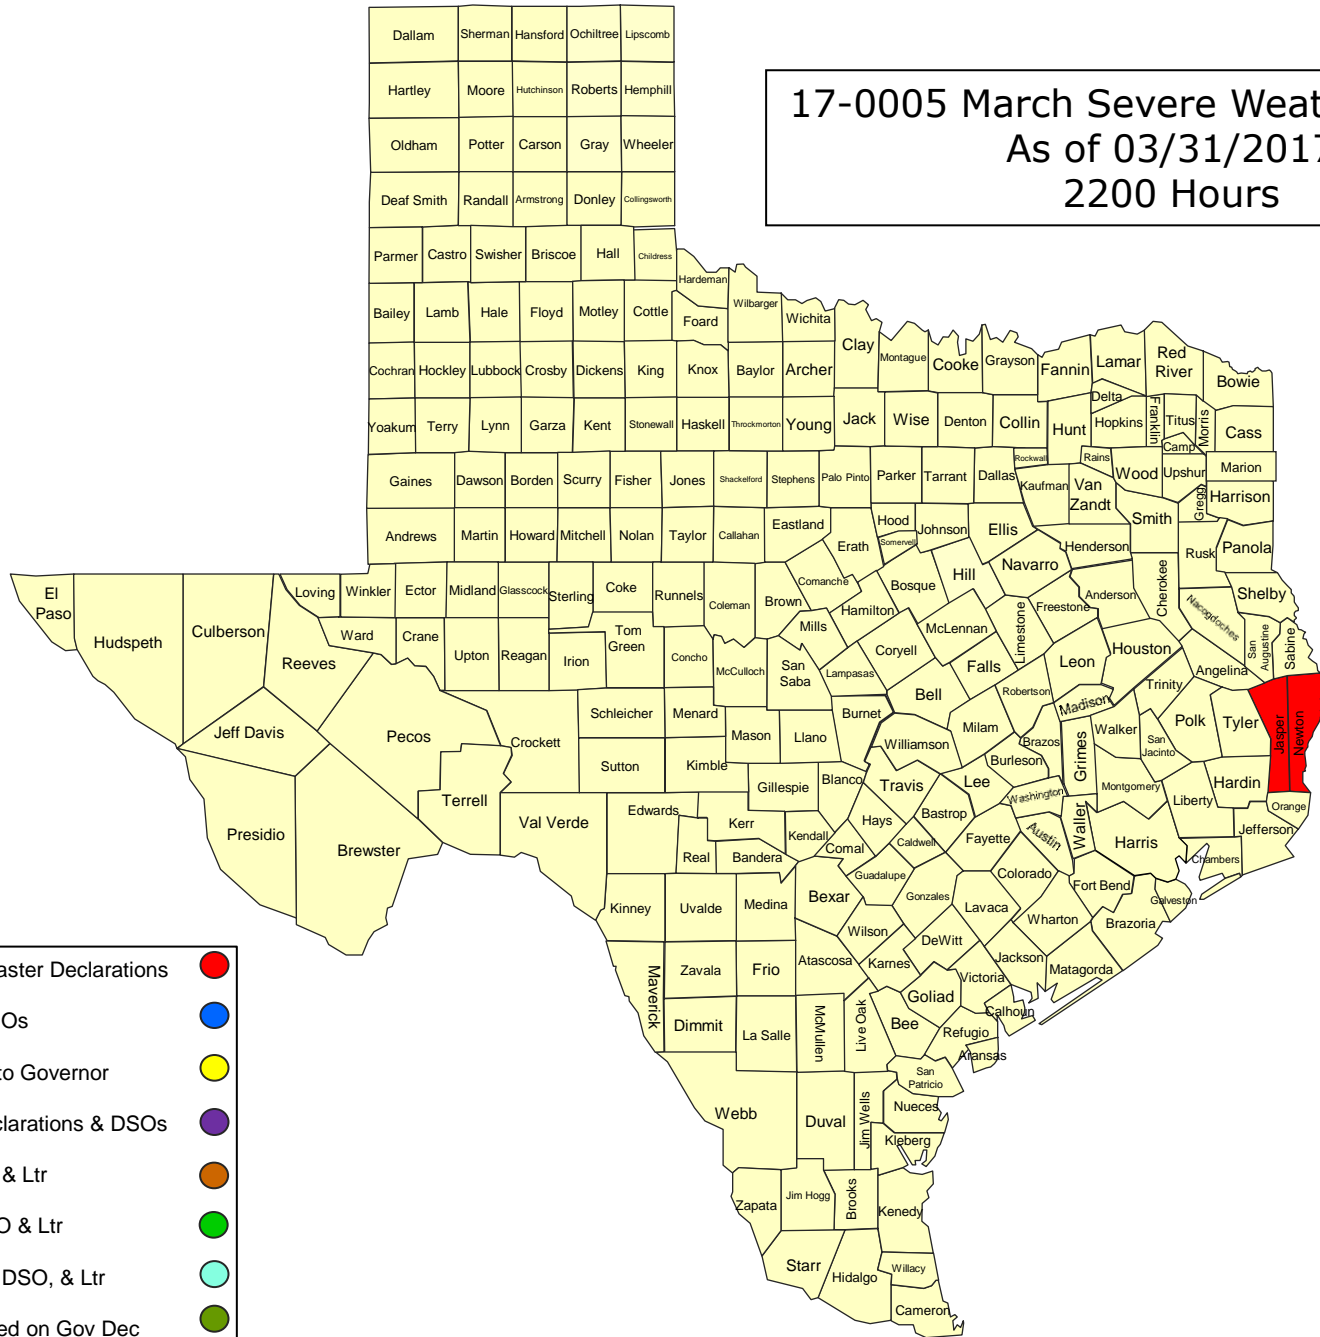 Dallam Sherman Hansford Ochiltree Lipscomb
Hartley Moore Hutchinson Roberts Hemphill
17-0005 March Severe Weat
As of 03/31/2017
2200 Hours
Oldham Potter Carson Gray Wheeler
Deaf Smith Randall Armstrong Donley Collingsworth
Parmer Castro Swisher Briscoe Hall Childress
Hardeman
Bailey Lamb Hale Floyd Motley Cottle Foard Wilbarger Wichita
Clay Montague Cooke Grayson Fannin Lamar Red
River
Bowie
Cochran Hockley Lubbock Crosby Dickens King Knox Baylor Archer
Delta
Yoakum Terry Lynn Garza Kent Stonewall Haskell Throckmorton Young Jack Wise Denton Collin Hunt Hopkins Franklin Titus Morris Cass
Camp
Gaines Dawson Borden Scurry Fisher Jones Shackelford Stephens Palo Pinto Parker Tarrant Dallas Rockwall Rains Wood Upshur Marion
Kaufman Van
Zandt
Gregg Harrison
Andrews Martin Howard Mitchell Nolan Taylor Callahan Eastland Erath Hood Somervell Johnson Ellis Smith
Henderson Rusk Panola
El
Paso
Hudspeth Culberson Loving Winkler Ector Midland Glasscock Sterling Coke Runnels Coleman Brown Comanche Hamilton Bosque Hill Navarro Freestone Anderson Cherokee Nacogdoches Shelby
Reeves Ward Crane Upton Reagan Irion Tom
Green
Concho McCulloch San
Saba
Mills Lampasas Coryell McLennan Limestone Falls Leon Houston Angelina San
Augustine
Sabine
Jeff Davis Pecos Crockett Schleicher Menard Mason Llano Burnet Bell Milam Robertson Madison Trinity Polk Tyler Jasper Newton
Sutton Kimble Gillespie Blanco Williamson Travis Lee Burleson Brazos Grimes Walker San
Jacinto
Montgomery Liberty Hardin Orange
Presidio Brewster Terrell Val Verde Edwards Kerr Real Bandera Kendall Comal Hays Caldwell Bastrop Fayette Washington Austin Waller Harris Chambers Jefferson
Kinney Uvalde Medina Bexar Guadalupe Gonzales Lavaca Colorado Wharton Fort Bend Brazoria Galveston
Maverick Zavala Frio Atascosa Wilson Karnes DeWitt Victoria Jackson Matagorda
Dimmit La Salle McMullen Live Oak Bee Goliad Refugio Calhoun
Aransas
San
Patricio
Webb Duval Jim Wells Nueces
Kleberg
Zapata Jim Hogg Brooks Kenedy
Starr Hidalgo Willacy
Cameron
aster Declarations
Os
to Governor
clarations & DSOs
& Ltr
O & Ltr
DSO, & Ltr
ed on Gov Dec